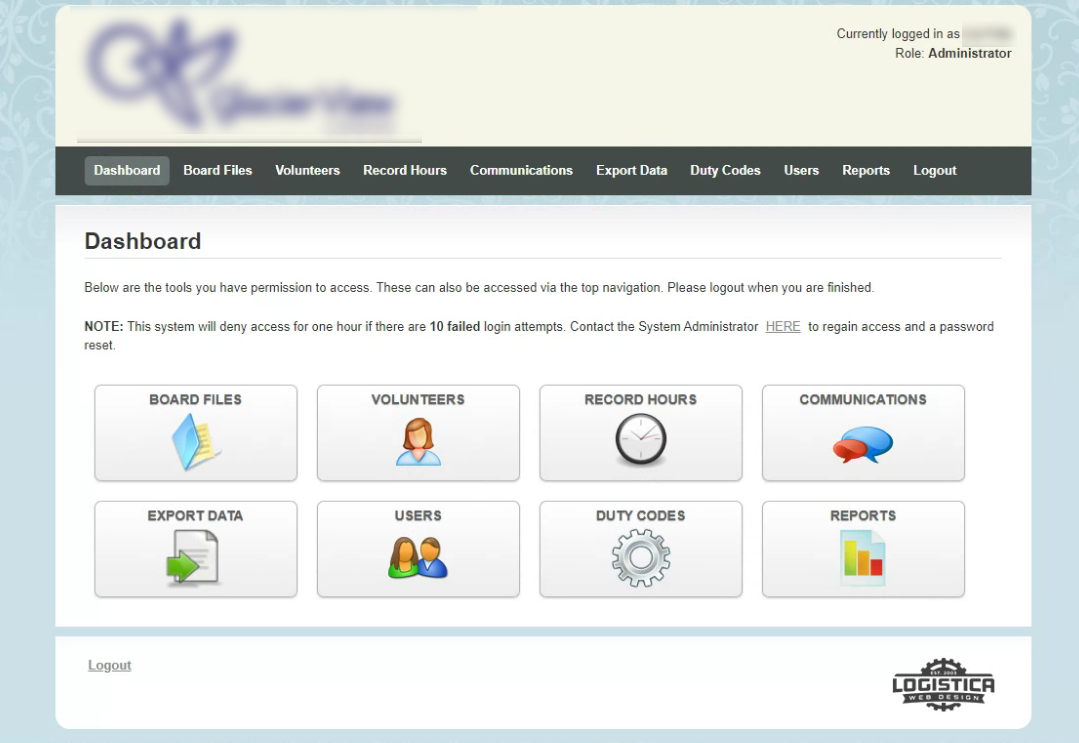 Currently logged in as
Role: Administrator
Dashboard Board Files Volunteers Record Hours Communications Export Data Duty Codes Users Reports Logout
Dashboard
Below are the tools you have permission to access. These can also be accessed via the top navigation. Please logout when you are finished.
NOTE: This system will deny access for one hour if there are 10 failed login attempts. Contact the System Administrator HERE to regain access and a password
reset.
BOARD FILES VOLUNTEERS RECORD HOURS COMMUNICATIONS
EXPORT DATA USERS DUTY CODES REPORTS
Logout
EST. 2003
LOGISTICA
WEB DESIGN